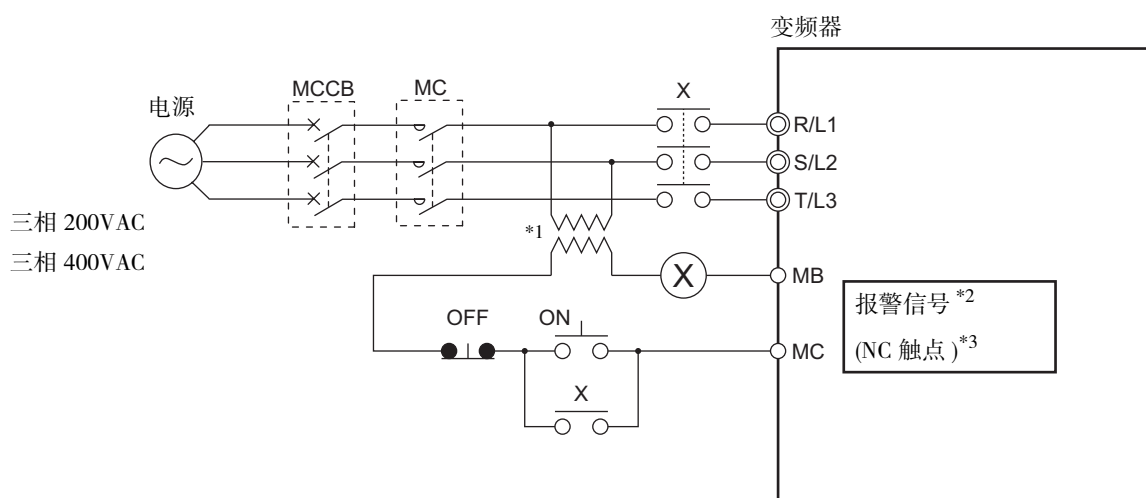 变频器
MCCB
MC
X
电源
R/L1
S/L2
T/L3
三相 200VAC
三相 400VAC
*1
X
MB
OFF
ON
MC
报警信号 *2
(NC 触点 )*3
X